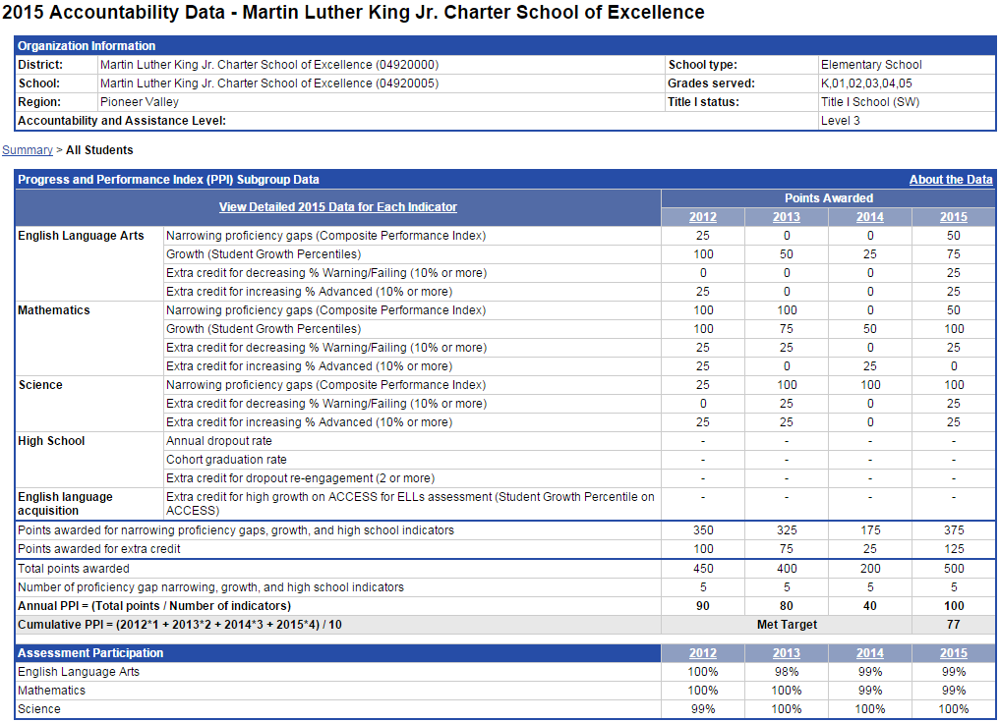 2015 Accountability Data - Martin Luther King Jr. Charter School of Excellence
Organization Information
District: Martin Luther King Jr. Charter School of Excellence (04920000) School type: Elementary School
School: Martin Luther King Jr. Charter School of Excellence (04920005) Grades served: K,01,02,03,04,05
Region: Pioneer Valley Title I status: Title I School (SW)
Accountability and Assistance Level: Level 3
Summary > All Students
Progress and Performance Index (PPI) Subgroup Data About the Data
View Detailed 2015 Data for Each Indicator Points Awarded
2012 2013 2014 2015
English Language Arts Narrowing proficiency gaps (Composite Performance Index) 25 0 0 50
Growth (Student Growth Percentiles) 100 50 25 75
Extra credit for decreasing % Warning/Failing (10% or more) 0 0 0 25
Extra credit for increasing % Advanced (10% or more) 25 0 0 25
Mathematics Narrowing proficiency gaps (Composite Performance Index) 100 100 0 50
Growth (Student Growth Percentiles) 100 75 50 100
Extra credit for decreasing % Warning/Failing (10% or more) 25 25 0 25
Extra credit for increasing % Advanced (10% or more) 25 0 25 0
Science Narrowing proficiency gaps (Composite Performance Index) 25 100 100 100
Extra credit for decreasing % Warning/Failing (10% or more) 0 25 0 25
Extra credit for increasing % Advanced (10% or more) 25 25 0 25
High School Annual dropout rate - - - -
Cohort graduation rate - - - -
Extra credit for dropout re-engagement (2 or more) - - - -
English language acquisition Extra credit for high growth on ACCESS for ELLs assessment (Student Growth Percentile on ACCESS) - - - -
Points awarded for narrowing proficiency gaps, growth, and high school indicators 350 325 175 375
Points awarded for extra credit 100 75 25 125
Total points awarded 450 400 200 500
Number of proficiency gap narrowing, growth, and high school indicators 5 5 5 5
Annual PPI = (Total points / Number of indicators) 90 80 40 100
Cumulative PPI = (2012*1 + 2013*2 + 2014*3 + 2015*4) / 10 Met Target 77
Assessment Participation 2012 2013 2014 2015
English Language Arts 100% 98% 99% 99%
Mathematics 100% 100% 99% 99%
Science 99% 100% 100% 100%